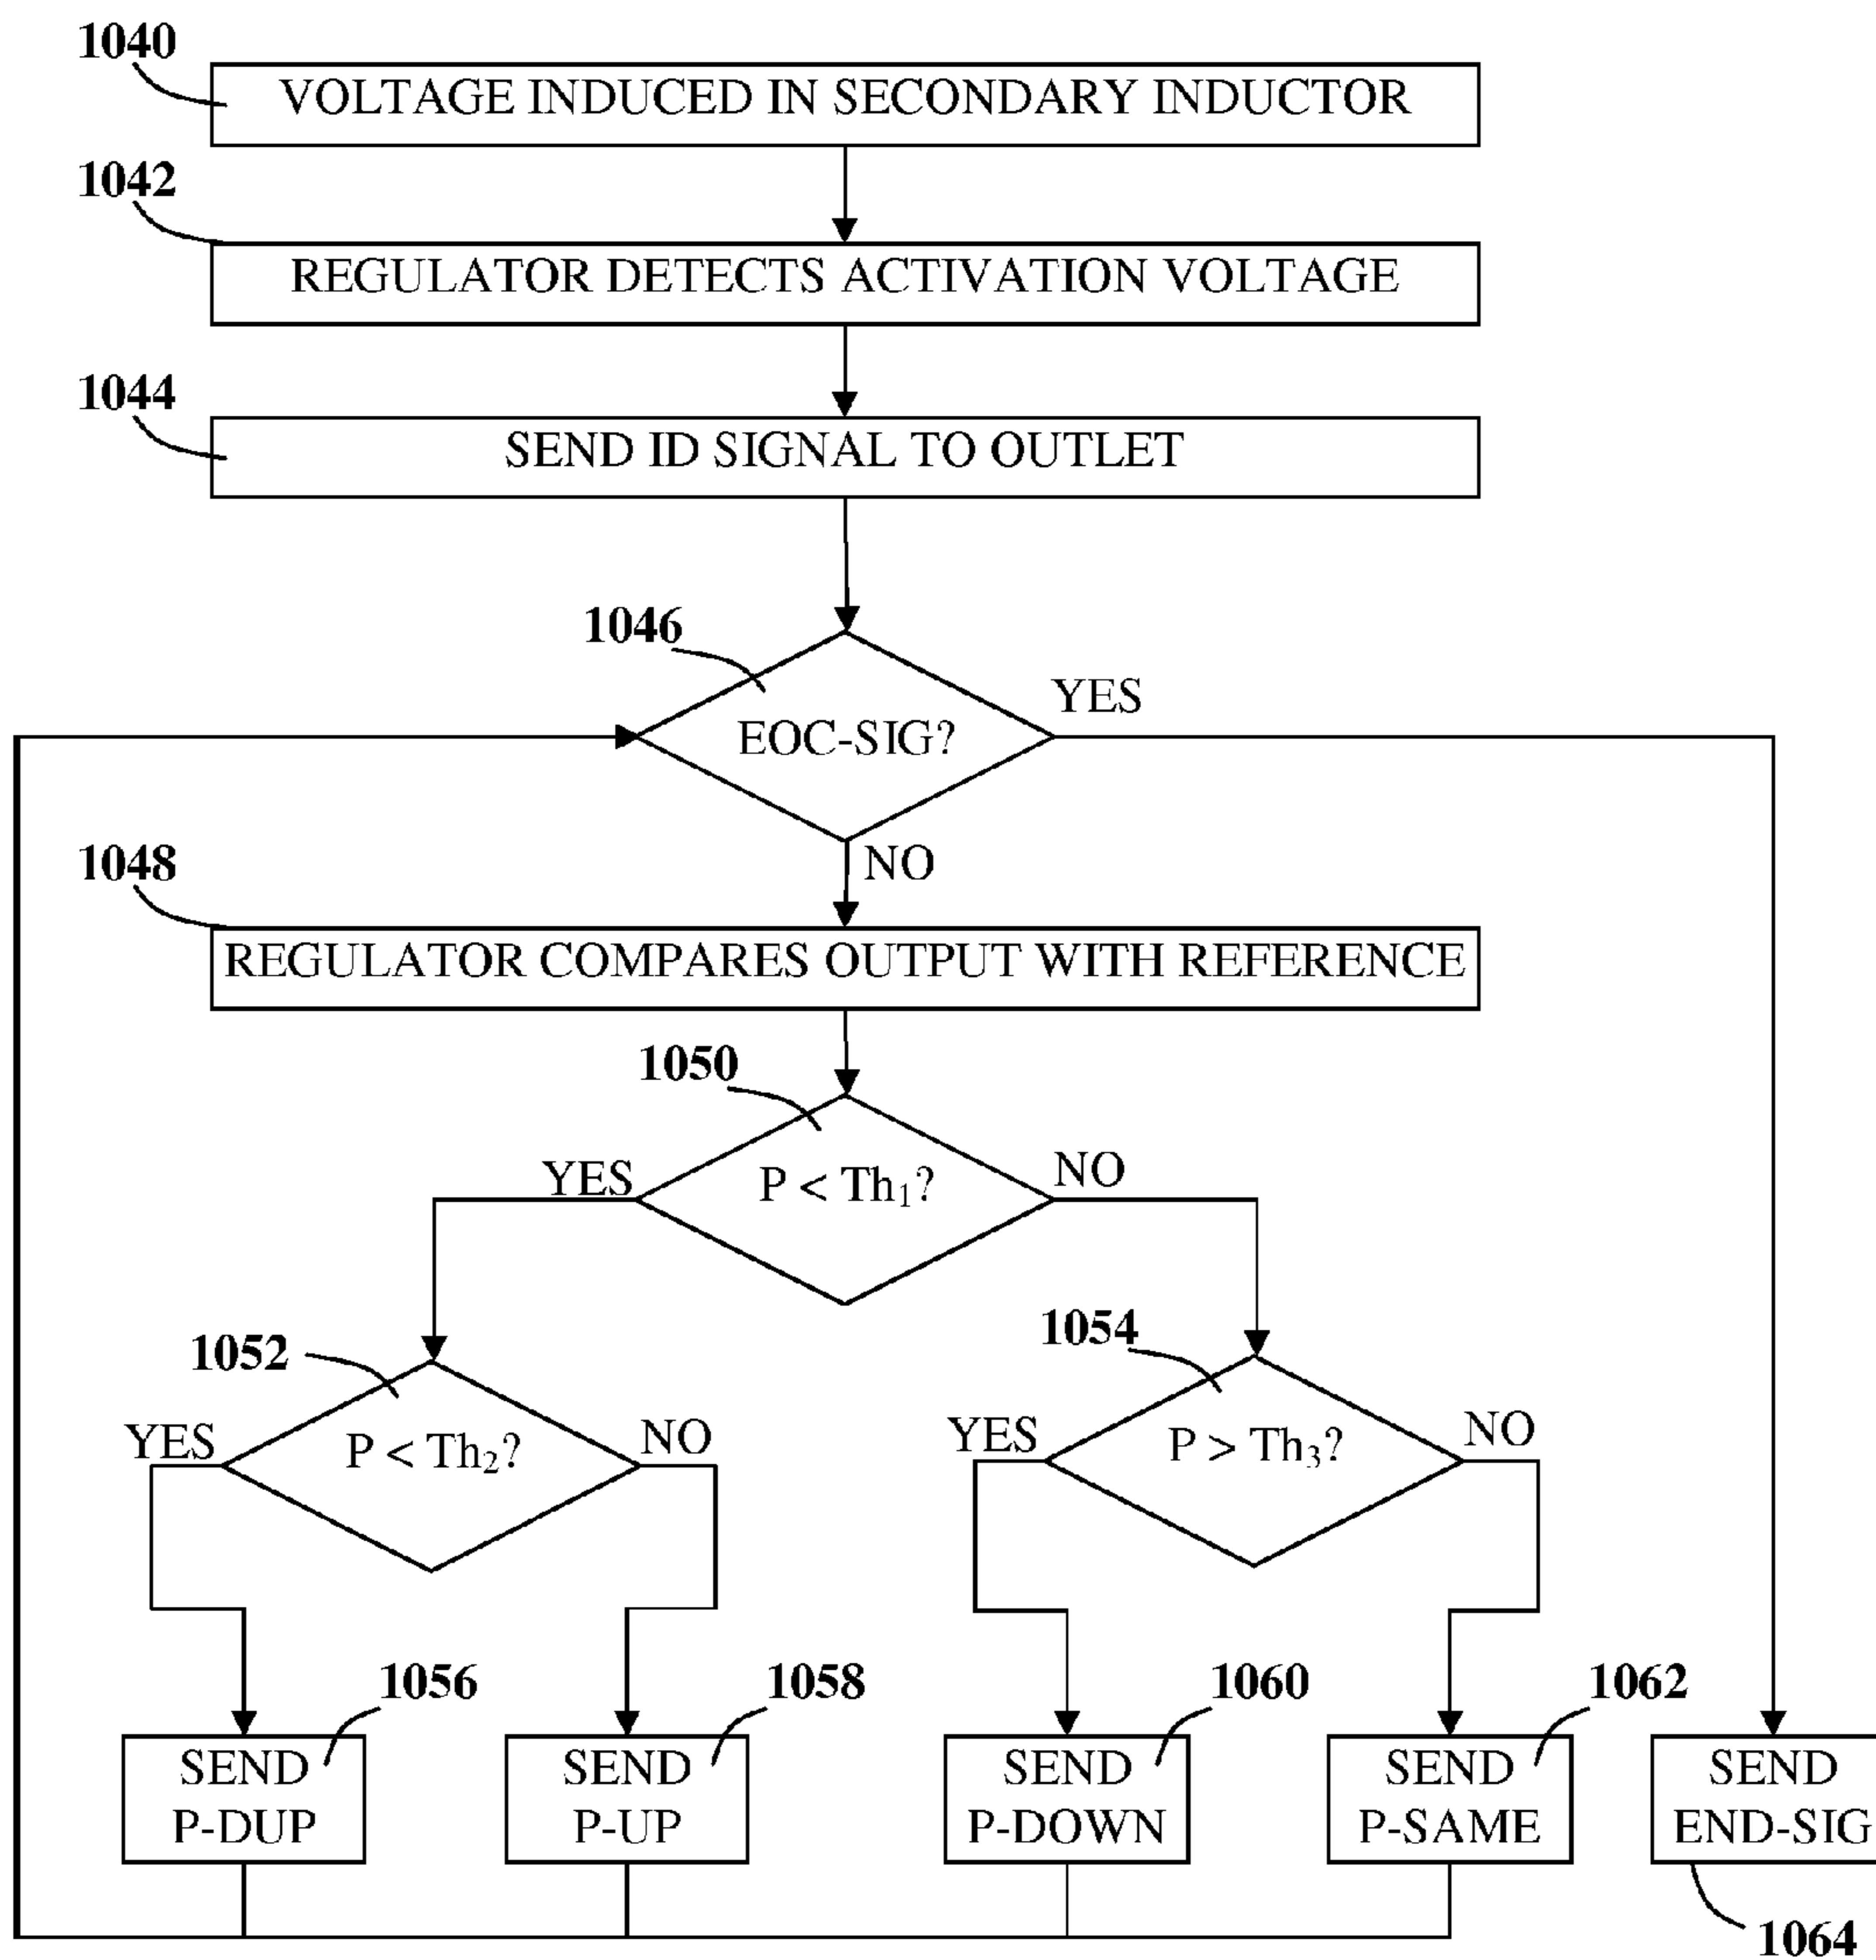 1040
VOLTAGE INDUCED IN SECONDARY INDUCTOR
1042
REGULATOR DETECTS ACTIVATION VOLTAGE
1044
SEND ID SIGNAL TO OUTLET
1046
YES
EOC-SIG?
NO
1048
REGULATOR COMPARES OUTPUT WITH REFERENCE
1050
YES
P < Th₁?
NO
1052
1054
YES
P < Th₂?
NO
YES
P > Th₃?
NO
1056
1058
1060
1062
SEND
P-DUP
SEND
P-UP
SEND
P-DOWN
SEND
P-SAME
SEND
END-SIG
1064